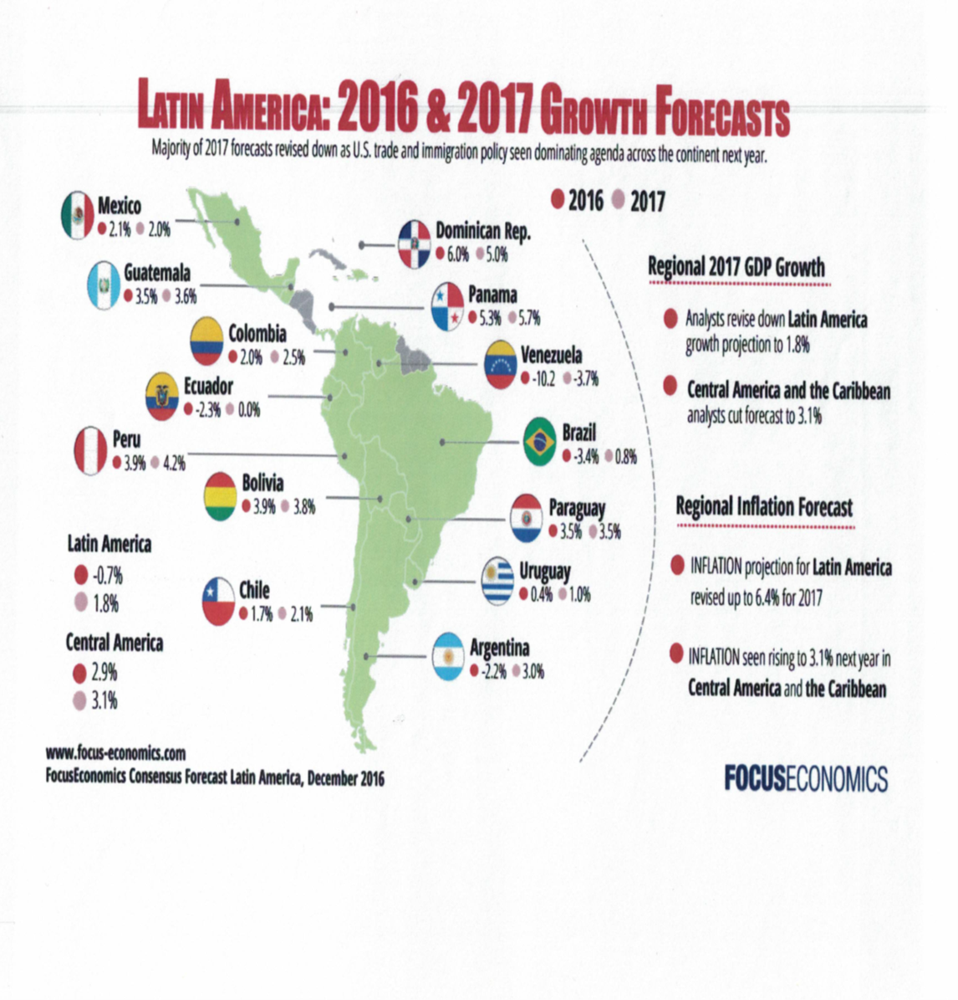 LATIN AMERICA: 2016 & 2017 GROWTH FORECASTS
Majority of 2017 forecasts revised down as U.S. trade and immigration policy seen dominating agenda across the continent next year.
2016 2017
Mexico
2.1% 2.0%
Dominican Rep.
6.0% 5.0%
Guatemala
3.5% 3.6%
Panama
5.3% 5.7%
Colombia
2.0% 2.5%
Venezuela
-10.2 -3.7%
Ecuador
-2.3% 0.0%
Brazil
-3.4% 0.8%
Peru
3.9% 4.2%
Bolivia
3.9% 3.8%
Paraguay
3.5% 3.5%
Uruguay
0.4% 1.0%
Chile
1.7% 2.1%
Argentina
-2.2% 3.0%
Latin America
-0.7%
1.8%
Central America
2.9%
3.1%
Regional 2017 GDP Growth
Analysts revise down Latin America
growth projection to 1.8%
Central America and the Caribbean
analysts cut forecast to 3.1%
Regional Inflation Forecast
INFLATION projection for Latin America
revised up to 6.4% for 2017
INFLATION seen rising to 3.1% next year in
Central America and the Caribbean
www.focus-economics.com
FocusEconomics Consensus Forecast Latin America, December 2016
FOCUSECONOMICS